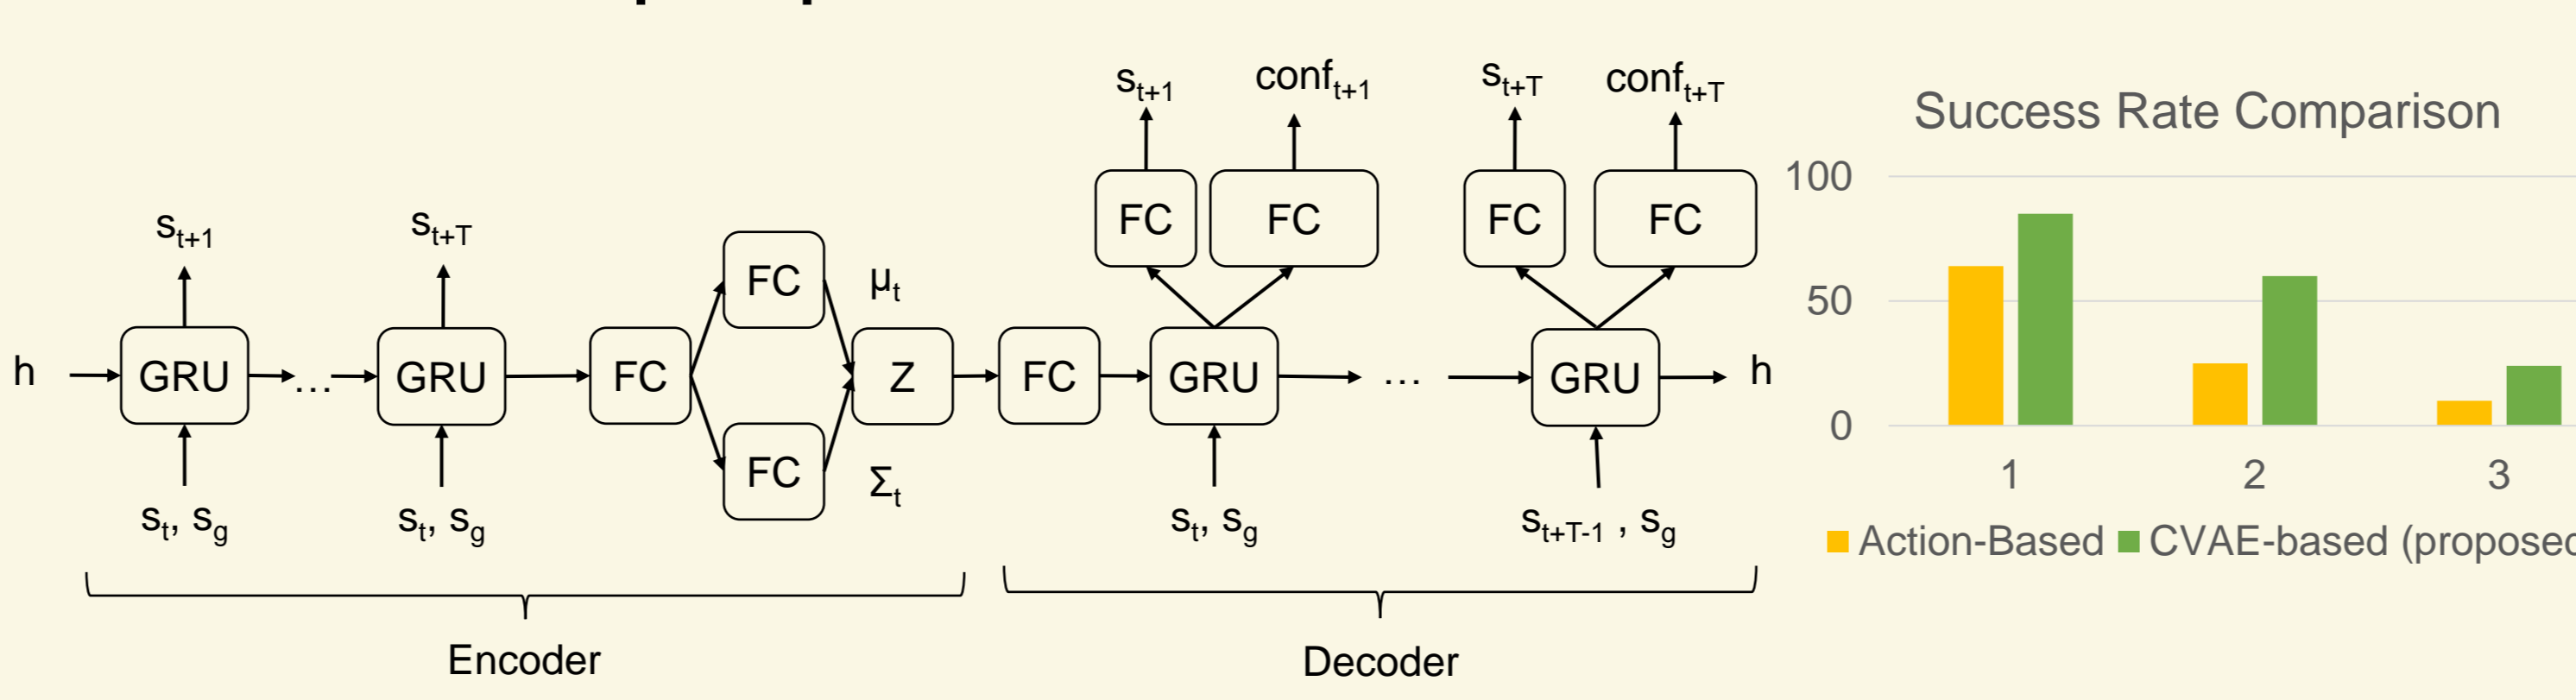 s_{t+1} conf_{t+1} s_{t+T} conf_{t+T}
FC FC FC FC
s_{t+1} s_{t+T}
FC μ_t
h GRU ... GRU FC Z FC GRU ... GRU h
FC Σ_t
s_t, s_g s_t, s_g s_t, s_g s_{t+T-1} , s_g
Encoder Decoder
Success Rate Comparison
100
50
0
1 2 3
Action-Based CVAE-based (proposed